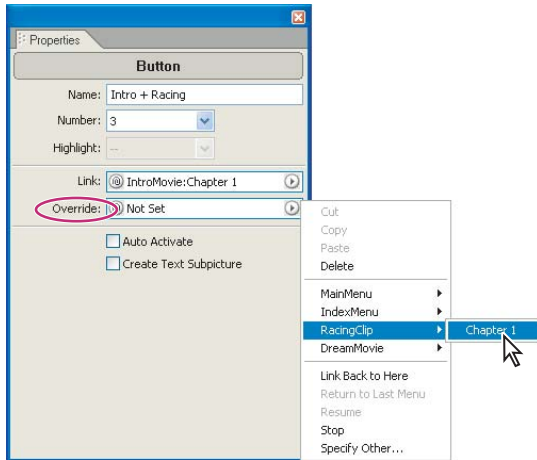 Properties
Button
Name: Intro + Racing
Number: 3
Highlight: --
Link: IntroMovie:Chapter 1
Override: Not Set
Auto Activate
Create Text Subpicture
Cut
Copy
Paste
Delete
MainMenu
IndexMenu
RacingClip
Chapter 1
DreamMovie
Link Back to Here
Return to Last Menu
Resume
Stop
Specify Other...